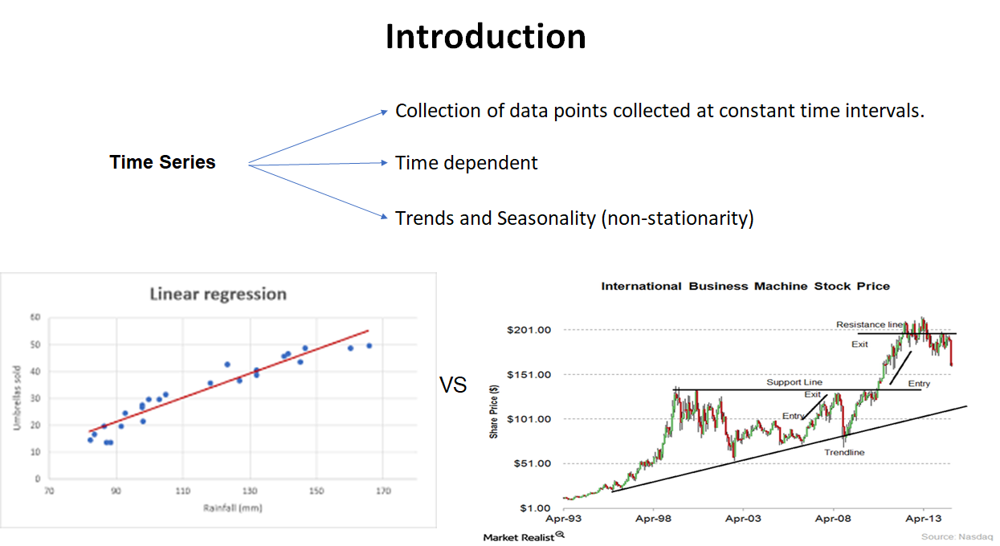 Introduction
Collection of data points collected at constant time intervals.
Time Series
Time dependent
Trends and Seasonality (non-stationarity)
Linear regression
60
50
40
30
20
10
0
Umbrellas sold
70 90 110 130 150 170
Rainfall (mm)
VS
International Business Machine Stock Price
$201.00
$151.00
$101.00
$51.00
$1.00
Share Price ($)
Resistance line
Exit
Entry
Support Line
Exit
Entry
Trendline
Apr-93 Apr-98 Apr-03 Apr-08 Apr-13
Market Realist
Source: Nasdaq